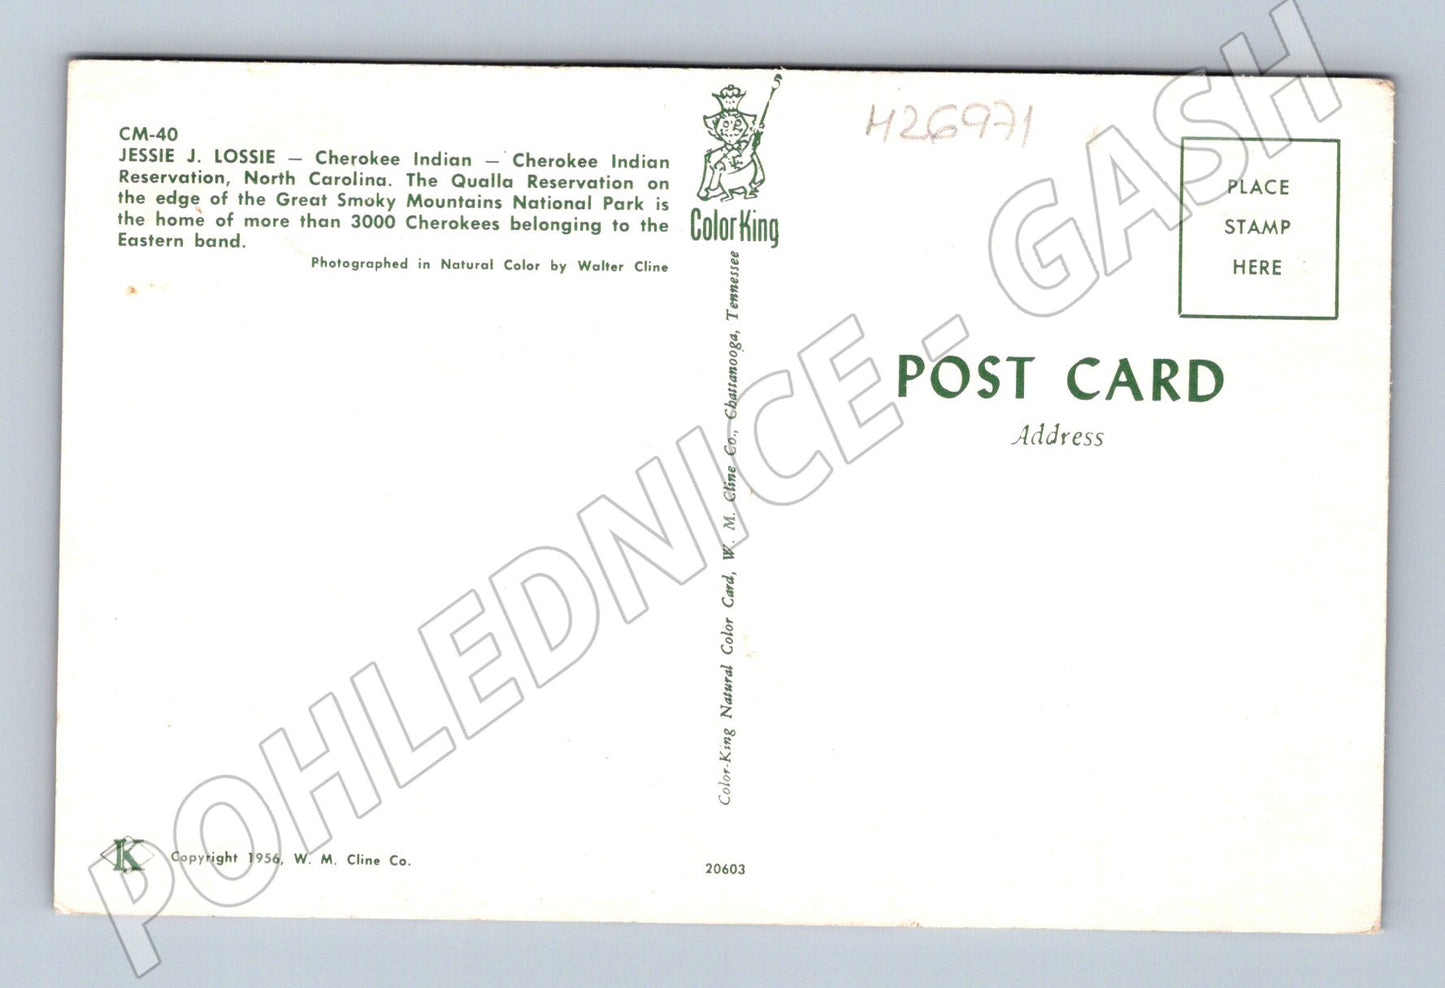 CM-40
JESSIE J. LOSSIE — Cherokee Indian — Cherokee Indian
Reservation, North Carolina. The Qualla Reservation on
the edge of the Great Smoky Mountains National Park is
the home of more than 3000 Cherokees belonging to the
Eastern band.
Photographed in Natural Color by Walter Cline
K
Copyright 1956, W. M. Cline Co.
ColorKing
Color-King Natural Color Card, W. M. Cline Co., Chattanooga, Tennessee
20603
H26971
PLACE
STAMP
HERE
POST CARD
Address
POHLEDNICE - GASH